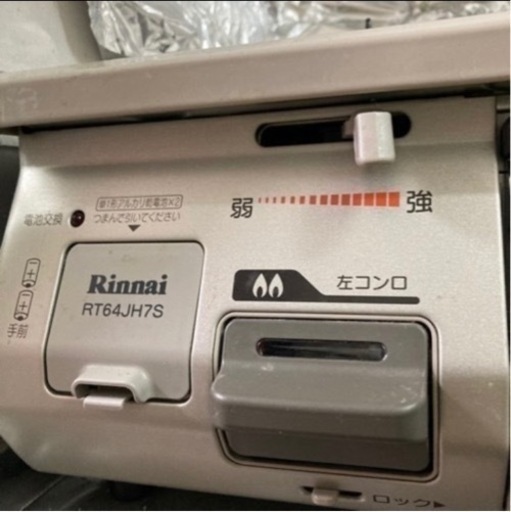 弱 強
電池交換
単1形アルカリ乾電池×2
つまんで引いてください
Rinnai
RT64JH7S
手前
左コンロ
ロック